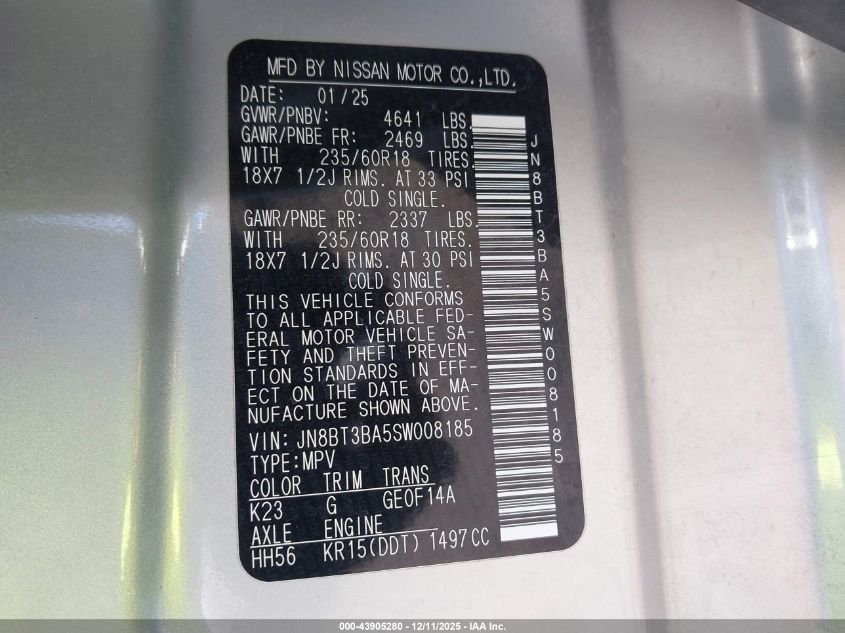 MFD BY NISSAN MOTOR CO.,LTD.
DATE: 01/25
GVWR/PNBV: 4641 LBS.
GAWR/PNBE FR: 2469 LBS.
WITH 235/60R18 TIRES.
18X7 1/2J RIMS. AT 33 PSI
COLD SINGLE.
GAWR/PNBE RR: 2337 LBS.
WITH 235/60R18 TIRES.
18X7 1/2J RIMS. AT 30 PSI
COLD SINGLE.
THIS VEHICLE CONFORMS
TO ALL APPLICABLE FED-
ERAL MOTOR VEHICLE SA-
FETY AND THEFT PREVEN-
TION STANDARDS IN EFF-
ECT ON THE DATE OF MA-
NUFACTURE SHOWN ABOVE.
VIN: JN8BT3BA5SW008185
TYPE:MPV
COLOR TRIM TRANS
K23 G GE0F14A
AXLE ENGINE
HH56 KR15(DDT) 1497CC
JN8BT3BA5SW008185
000-43905280 - 12/11/2025 - IAA Inc.